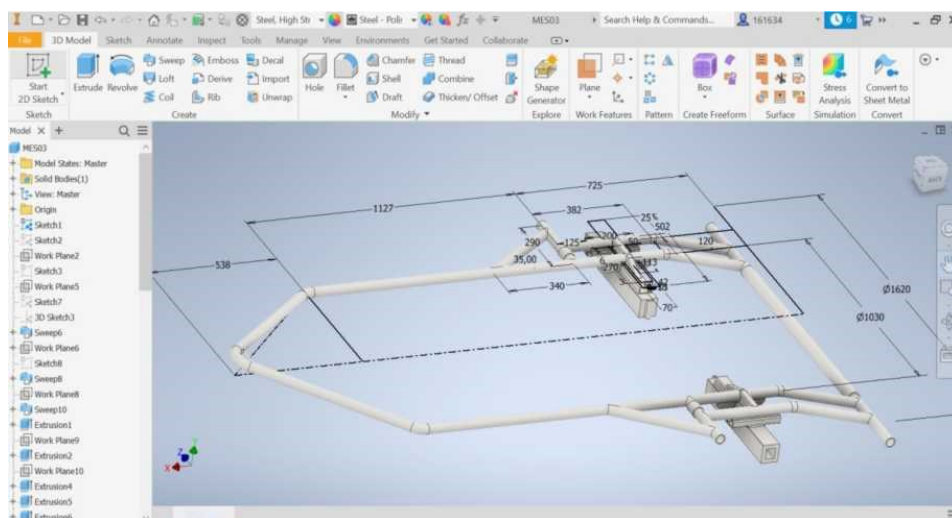 Steel, High Str Steel - Poli MES03 Search Help & Commands... 161634 6
File 3D Model Sketch Annotate Inspect Tools Manage View Environments Get Started Collaborate
Start 2D Sketch Extrude Revolve Sweep Emboss Decal Hole Fillet Chamfer Thread Shape Generator Plane Box Stress Analysis Convert to Sheet Metal
Loft Derive Import Shell Combine
Coil Rib Unwrap Draft Thicken/ Offset
Sketch Create Modify Explore Work Features Pattern Create Freeform Surface Simulation Convert
Model
MES03
Model States: Master
Solid Bodies(1)
View: Master
Origin
Sketch1
Sketch2
Work Plane2
Sketch3
Work Plane5
Sketch7
3D Sketch3
Sweep6
Work Plane6
Sketch8
Sweep8
Work Plane8
Sweep10
Extrusion1
Work Plane9
Extrusion2
Work Plane10
Extrusion4
Extrusion5
725
1127
382
502
200
290
125
50
120
35,00
538
270
113
340
70
Ø1620
Ø1030
X
Z